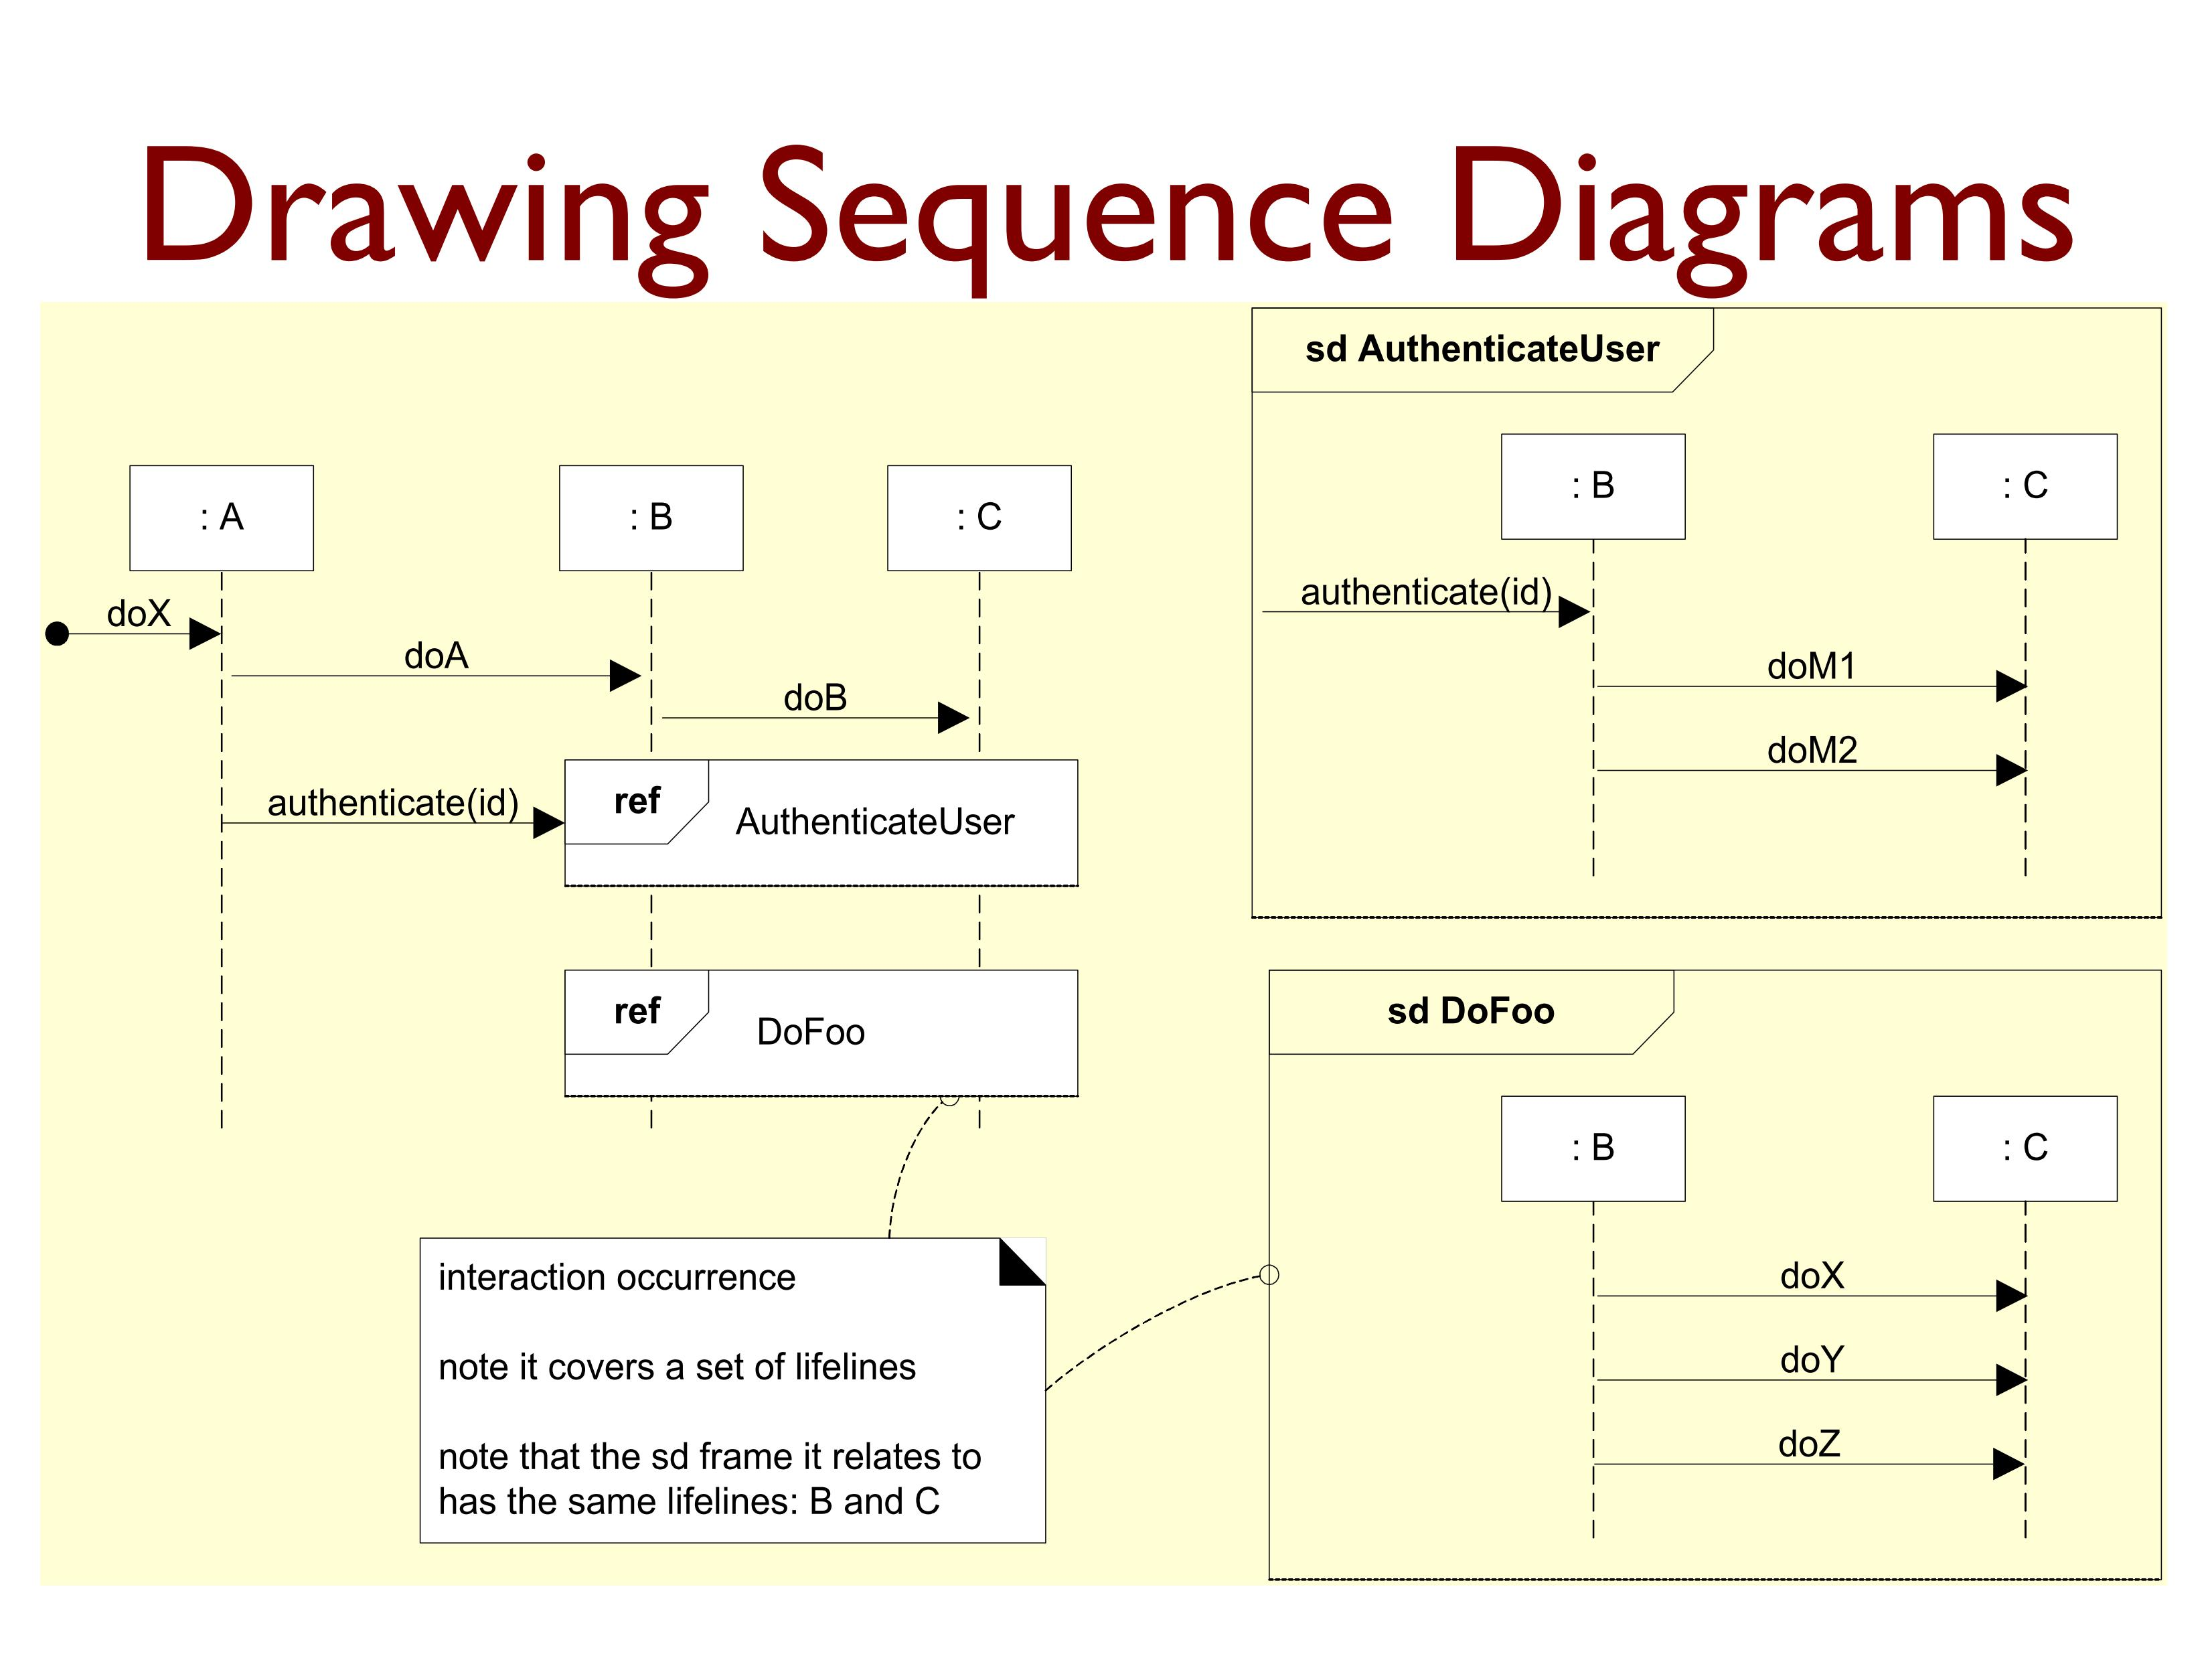 Drawing Sequence Diagrams
: A
: B
: C
doX
doA
doB
authenticate(id)
ref
AuthenticateUser
ref
DoFoo
interaction occurrence
note it covers a set of lifelines
note that the sd frame it relates to
has the same lifelines: B and C
sd AuthenticateUser
: B
: C
authenticate(id)
doM1
doM2
sd DoFoo
: B
: C
doX
doY
doZ